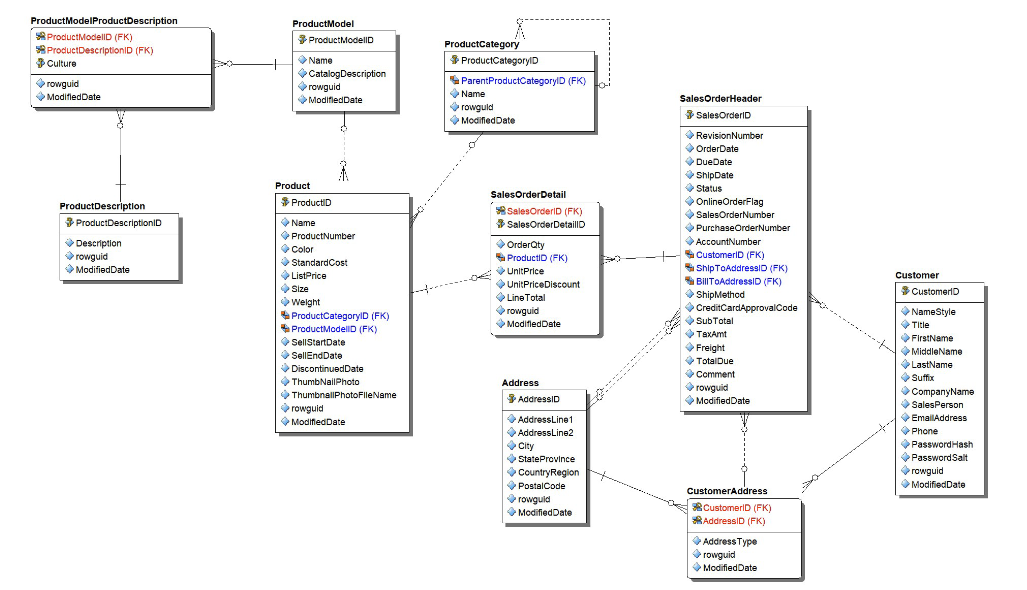 ProductModelProductDescription
ProductModelID (FK)
ProductDescriptionID (FK)
Culture
rowguid
ModifiedDate
ProductModel
ProductModelID
Name
CatalogDescription
rowguid
ModifiedDate
ProductCategory
ProductCategoryID
ParentProductCategoryID (FK)
Name
rowguid
ModifiedDate
ProductDescription
ProductDescriptionID
Description
rowguid
ModifiedDate
Product
ProductID
Name
ProductNumber
Color
StandardCost
ListPrice
Size
Weight
ProductCategoryID (FK)
ProductModelID (FK)
SellStartDate
SellEndDate
DiscontinuedDate
ThumbNailPhoto
ThumbnailPhotoFileName
rowguid
ModifiedDate
SalesOrderDetail
SalesOrderID (FK)
SalesOrderDetailID
OrderQty
ProductID (FK)
UnitPrice
UnitPriceDiscount
LineTotal
rowguid
ModifiedDate
SalesOrderHeader
SalesOrderID
RevisionNumber
OrderDate
DueDate
ShipDate
Status
OnlineOrderFlag
SalesOrderNumber
PurchaseOrderNumber
AccountNumber
CustomerID (FK)
ShipToAddressID (FK)
BillToAddressID (FK)
ShipMethod
CreditCardApprovalCode
SubTotal
TaxAmt
Freight
TotalDue
Comment
rowguid
ModifiedDate
Customer
CustomerID
NameStyle
Title
FirstName
MiddleName
LastName
Suffix
CompanyName
SalesPerson
EmailAddress
Phone
PasswordHash
PasswordSalt
rowguid
ModifiedDate
Address
AddressID
AddressLine1
AddressLine2
City
StateProvince
CountryRegion
PostalCode
rowguid
ModifiedDate
CustomerAddress
CustomerID (FK)
AddressID (FK)
AddressType
rowguid
ModifiedDate